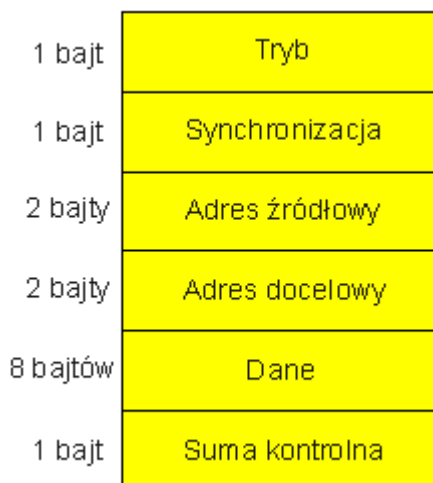 1 bajt Tryb
1 bajt Synchronizacja
2 bajty Adres źródłowy
2 bajty Adres docelowy
8 bajtów Dane
1 bajt Suma kontrolna